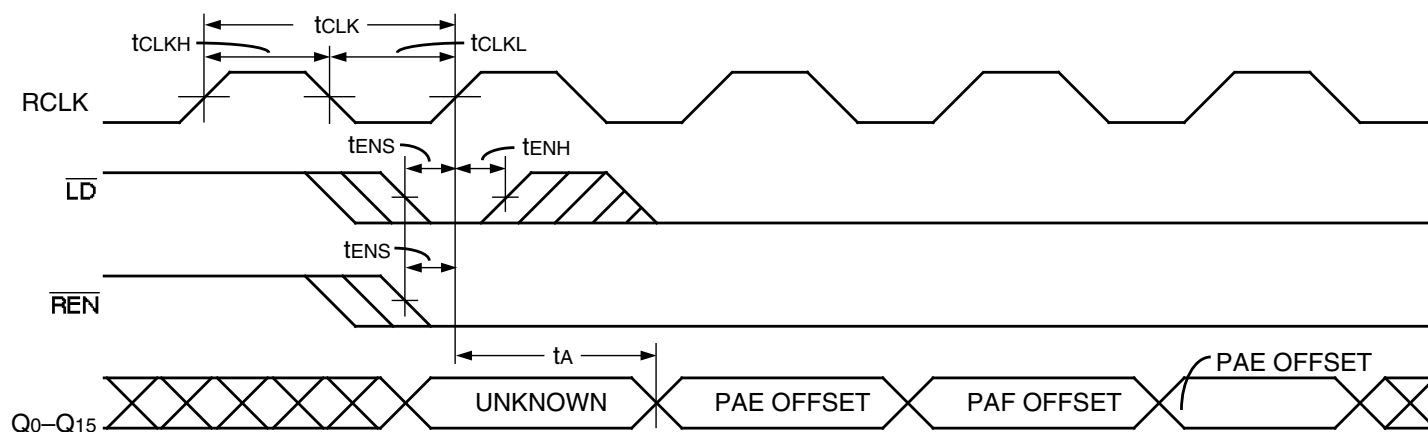 tCLK
tCLKH
tCLKL
RCLK
tENS
tENH
LD
tENS
REN
tA
PAE OFFSET
UNKNOWN
PAE OFFSET
PAF OFFSET
Q0–Q15